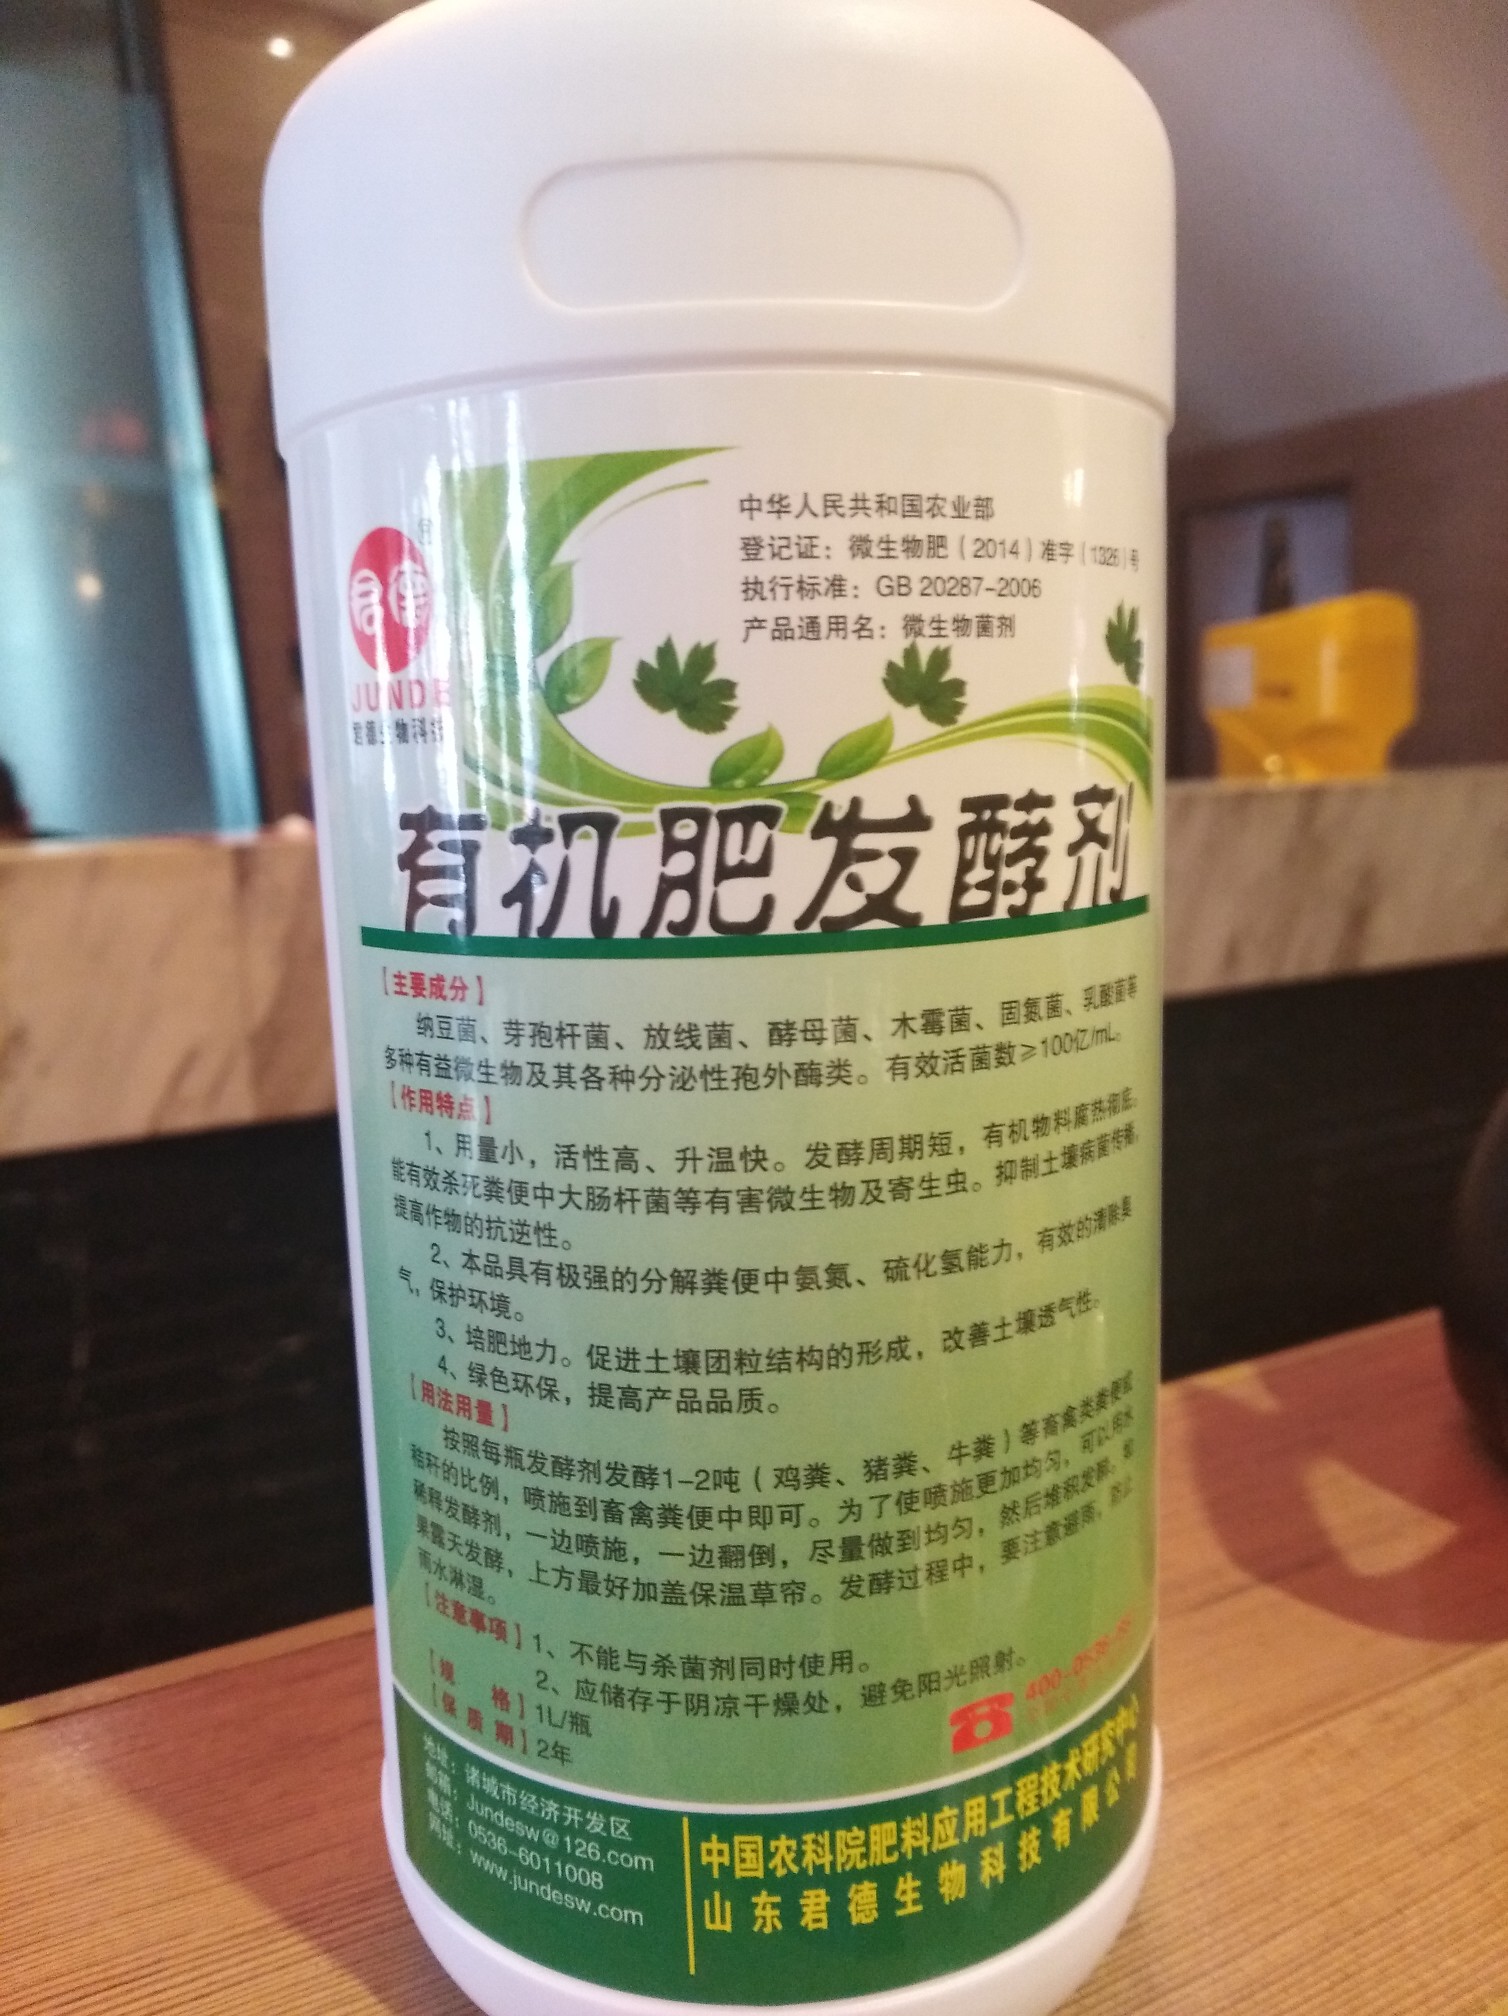 君德
®
JUNDE
君德生物科技
中华人民共和国农业部
登记证：微生物肥（2014）准字（1326）号
执行标准：GB 20287-2006
产品通用名：微生物菌剂
有机肥发酵剂
【主要成分】
纳豆菌、芽孢杆菌、放线菌、酵母菌、木霉菌、固氮菌、乳酸菌等
多种有益微生物及其各种分泌性孢外酶类。有效活菌数≥100亿/mL。
【作用特点】
1、用量小，活性高、升温快。发酵周期短，有机物料腐热彻底。
能有效杀死粪便中大肠杆菌等有害微生物及寄生虫。抑制土壤病菌传播，
提高作物的抗逆性。
2、本品具有极强的分解粪便中氨氮、硫化氢能力，有效的清除臭
气，保护环境。
3、培肥地力。促进土壤团粒结构的形成，改善土壤透气性。
4、绿色环保，提高产品品质。
【用法用量】
按照每瓶发酵剂发酵1-2吨（鸡粪、猪粪、牛粪）等畜禽类粪便或
秸秆的比例，喷施到畜禽粪便中即可。为了使喷施更加均匀，可以用水
稀释发酵剂，一边喷施，一边翻倒，尽量做到均匀，然后堆积发酵。如
果露天发酵，上方最好加盖保温草帘。发酵过程中，要注意避雨，防止
雨水淋湿。
【注意事项】1、不能与杀菌剂同时使用。
2、应储存于阴凉干燥处，避免阳光照射。
【规 格】1L/瓶
【保 质 期】2年
400-0536-
地址：诸城市经济开发区
邮箱：Jundesw@126.com
电话：0536-6011008
网址：www.jundesw.com
中国农科院肥料应用工程技术研究中心
山东君德生物科技有限公司